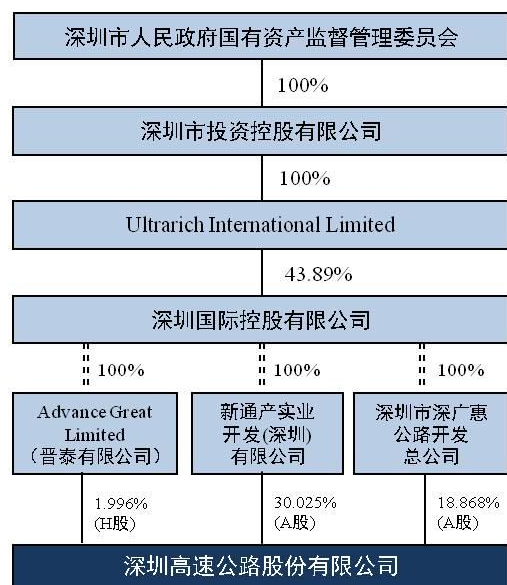 深圳市人民政府国有资产监督管理委员会
100%
深圳市投资控股有限公司
100%
Ultrarich International Limited
43.89%
深圳国际控股有限公司
100%
100%
100%
Advance Great
Limited
（晋泰有限公司）
新通产实业
开发(深圳)
有限公司
深圳市深广惠
公路开发
总公司
1.996%
(H股)
30.025%
(A股)
18.868%
(A股)
深圳高速公路股份有限公司